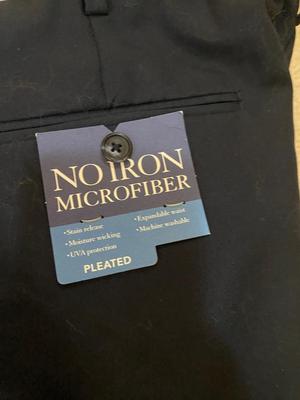 NO IRON
MICROFIBER
•Stain release
•Moisture wicking
•UVA protection
•Expandable waist
•Machine washable
PLEATED